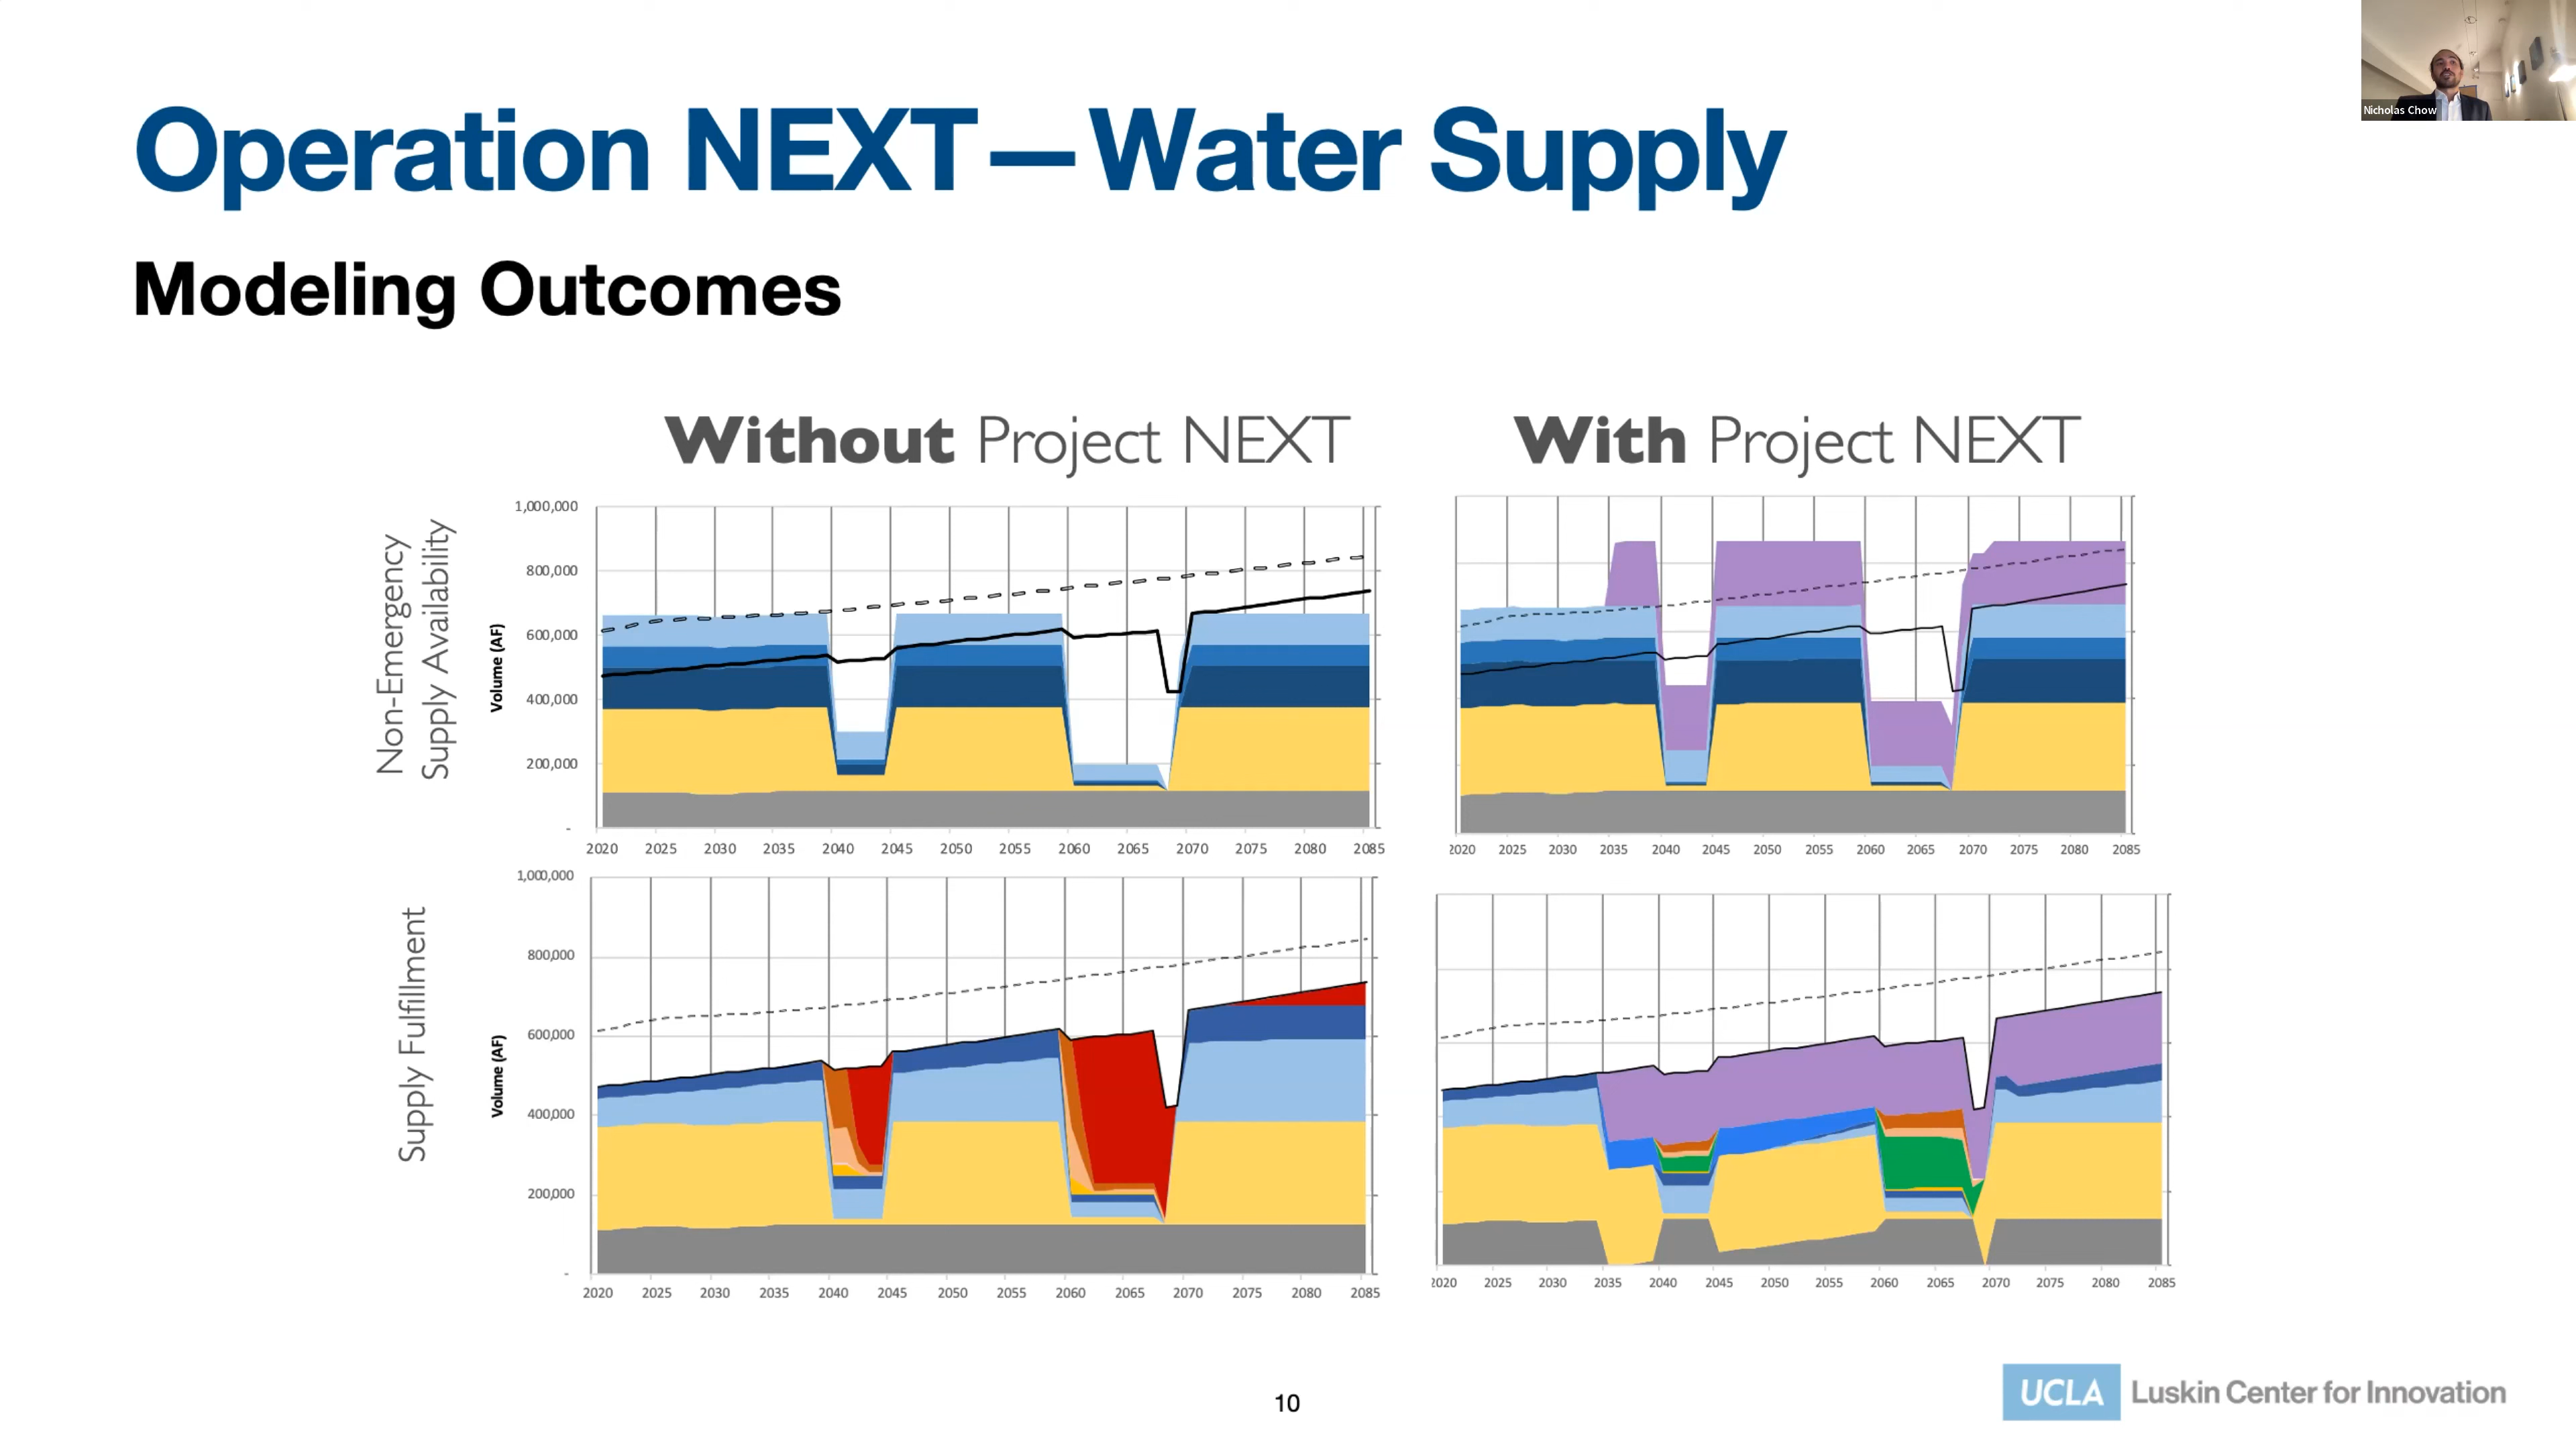 Nicholas Chow
Operation NEXT—Water Supply
Modeling Outcomes
Without Project NEXT
With Project NEXT
Non-Emergency
Supply Availability
Volume (AF)
1,000,000
800,000
600,000
400,000
200,000
-
2020 2025 2030 2035 2040 2045 2050 2055 2060 2065 2070 2075 2080 2085
2020 2025 2030 2035 2040 2045 2050 2055 2060 2065 2070 2075 2080 2085
Supply Fulfillment
Volume (AF)
1,000,000
800,000
600,000
400,000
200,000
-
2020 2025 2030 2035 2040 2045 2050 2055 2060 2065 2070 2075 2080 2085
2020 2025 2030 2035 2040 2045 2050 2055 2060 2065 2070 2075 2080 2085
10
UCLA Luskin Center for Innovation